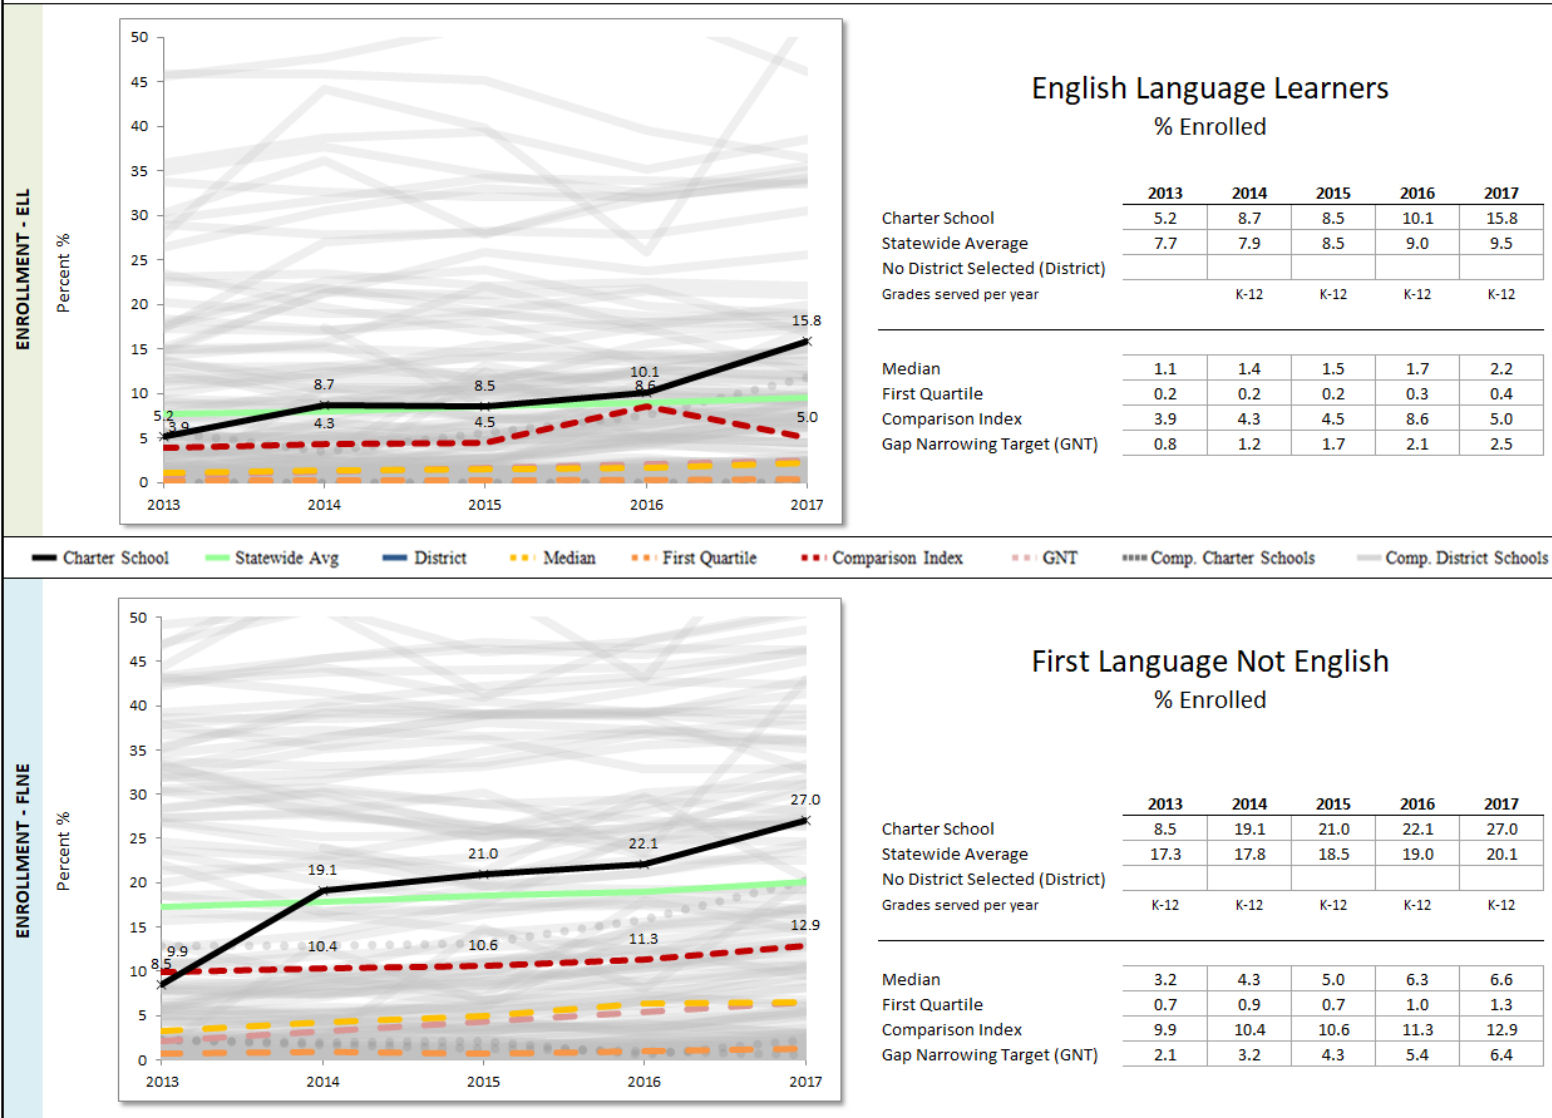 ENROLLMENT - ELL
Percent %
50
45
40
35
30
25
20
15
10
5
0
5.2
3.9
8.7
4.3
8.5
4.5
10.1
8.6
15.8
5.0
2013 2014 2015 2016 2017
English Language Learners
% Enrolled
2013 2014 2015 2016 2017
Charter School 5.2 8.7 8.5 10.1 15.8
Statewide Average 7.7 7.9 8.5 9.0 9.5
No District Selected (District)
Grades served per year K-12 K-12 K-12 K-12
Median 1.1 1.4 1.5 1.7 2.2
First Quartile 0.2 0.2 0.2 0.3 0.4
Comparison Index 3.9 4.3 4.5 8.6 5.0
Gap Narrowing Target (GNT) 0.8 1.2 1.7 2.1 2.5
Charter School Statewide Avg District Median First Quartile Comparison Index GNT Comp. Charter Schools Comp. District Schools
ENROLLMENT - FLNE
Percent %
50
45
40
35
30
25
20
15
10
5
0
8.5
9.9
19.1
10.4
21.0
10.6
22.1
11.3
27.0
12.9
2013 2014 2015 2016 2017
First Language Not English
% Enrolled
2013 2014 2015 2016 2017
Charter School 8.5 19.1 21.0 22.1 27.0
Statewide Average 17.3 17.8 18.5 19.0 20.1
No District Selected (District)
Grades served per year K-12 K-12 K-12 K-12 K-12
Median 3.2 4.3 5.0 6.3 6.6
First Quartile 0.7 0.9 0.7 1.0 1.3
Comparison Index 9.9 10.4 10.6 11.3 12.9
Gap Narrowing Target (GNT) 2.1 3.2 4.3 5.4 6.4